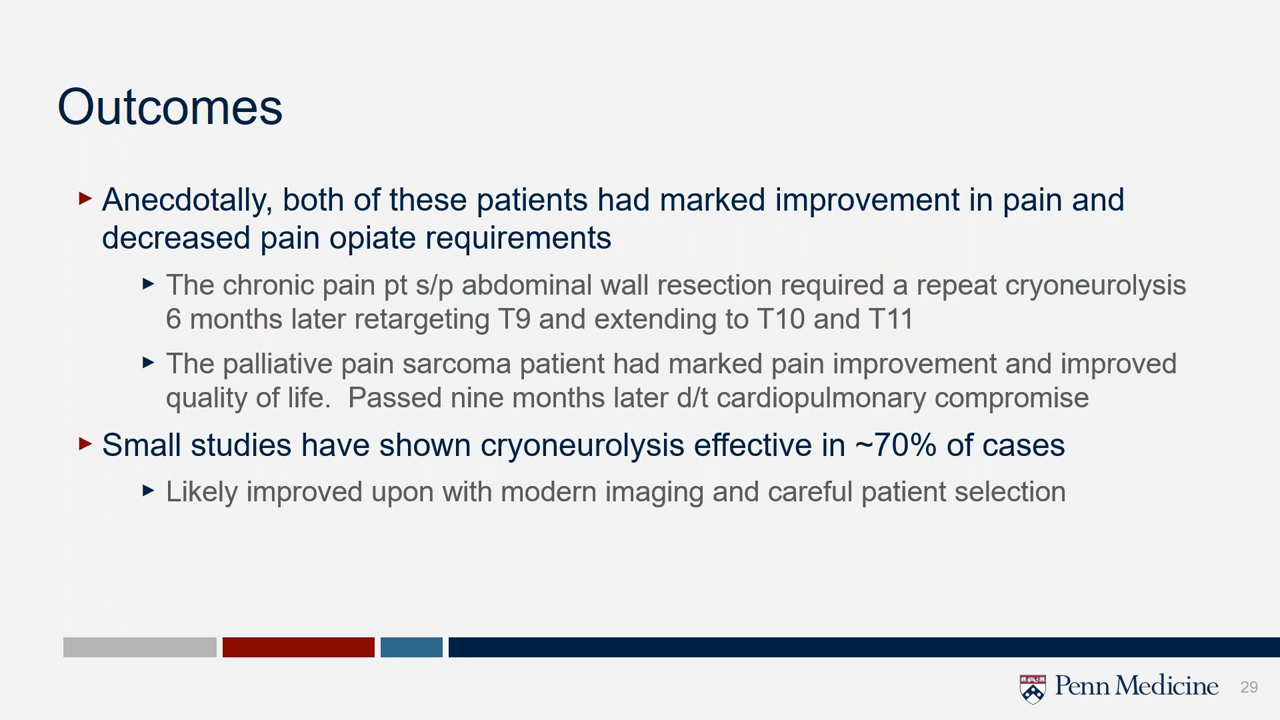 Outcomes
Anecdotally, both of these patients had marked improvement in pain and
decreased pain opiate requirements
The chronic pain pt s/p abdominal wall resection required a repeat cryoneurolysis
6 months later retargeting T9 and extending to T10 and T11
The palliative pain sarcoma patient had marked pain improvement and improved
quality of life.  Passed nine months later d/t cardiopulmonary compromise
Small studies have shown cryoneurolysis effective in ~70% of cases
Likely improved upon with modern imaging and careful patient selection
Penn Medicine
29